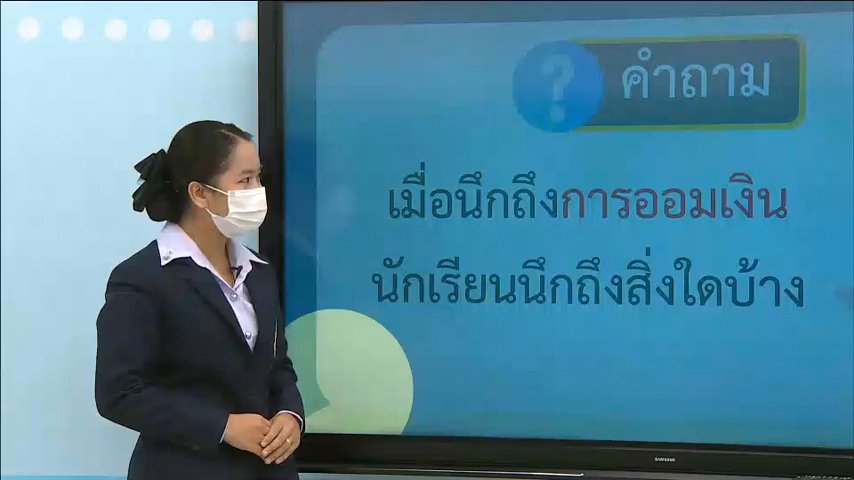 ?
คำถาม
เมื่อนึกถึงการออมเงิน
นักเรียนนึกถึงสิ่งใดบ้าง
SAMSUNG